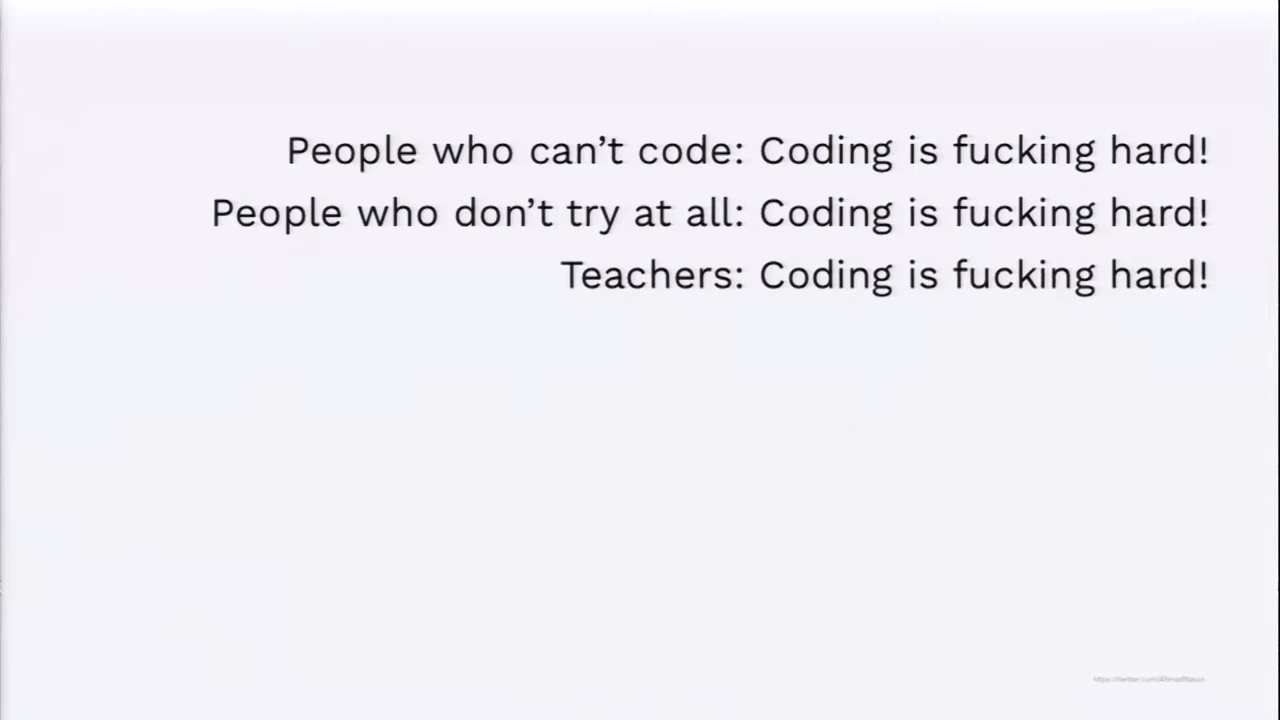 People who can’t code: Coding is fucking hard!
People who don’t try at all: Coding is fucking hard!
Teachers: Coding is fucking hard!